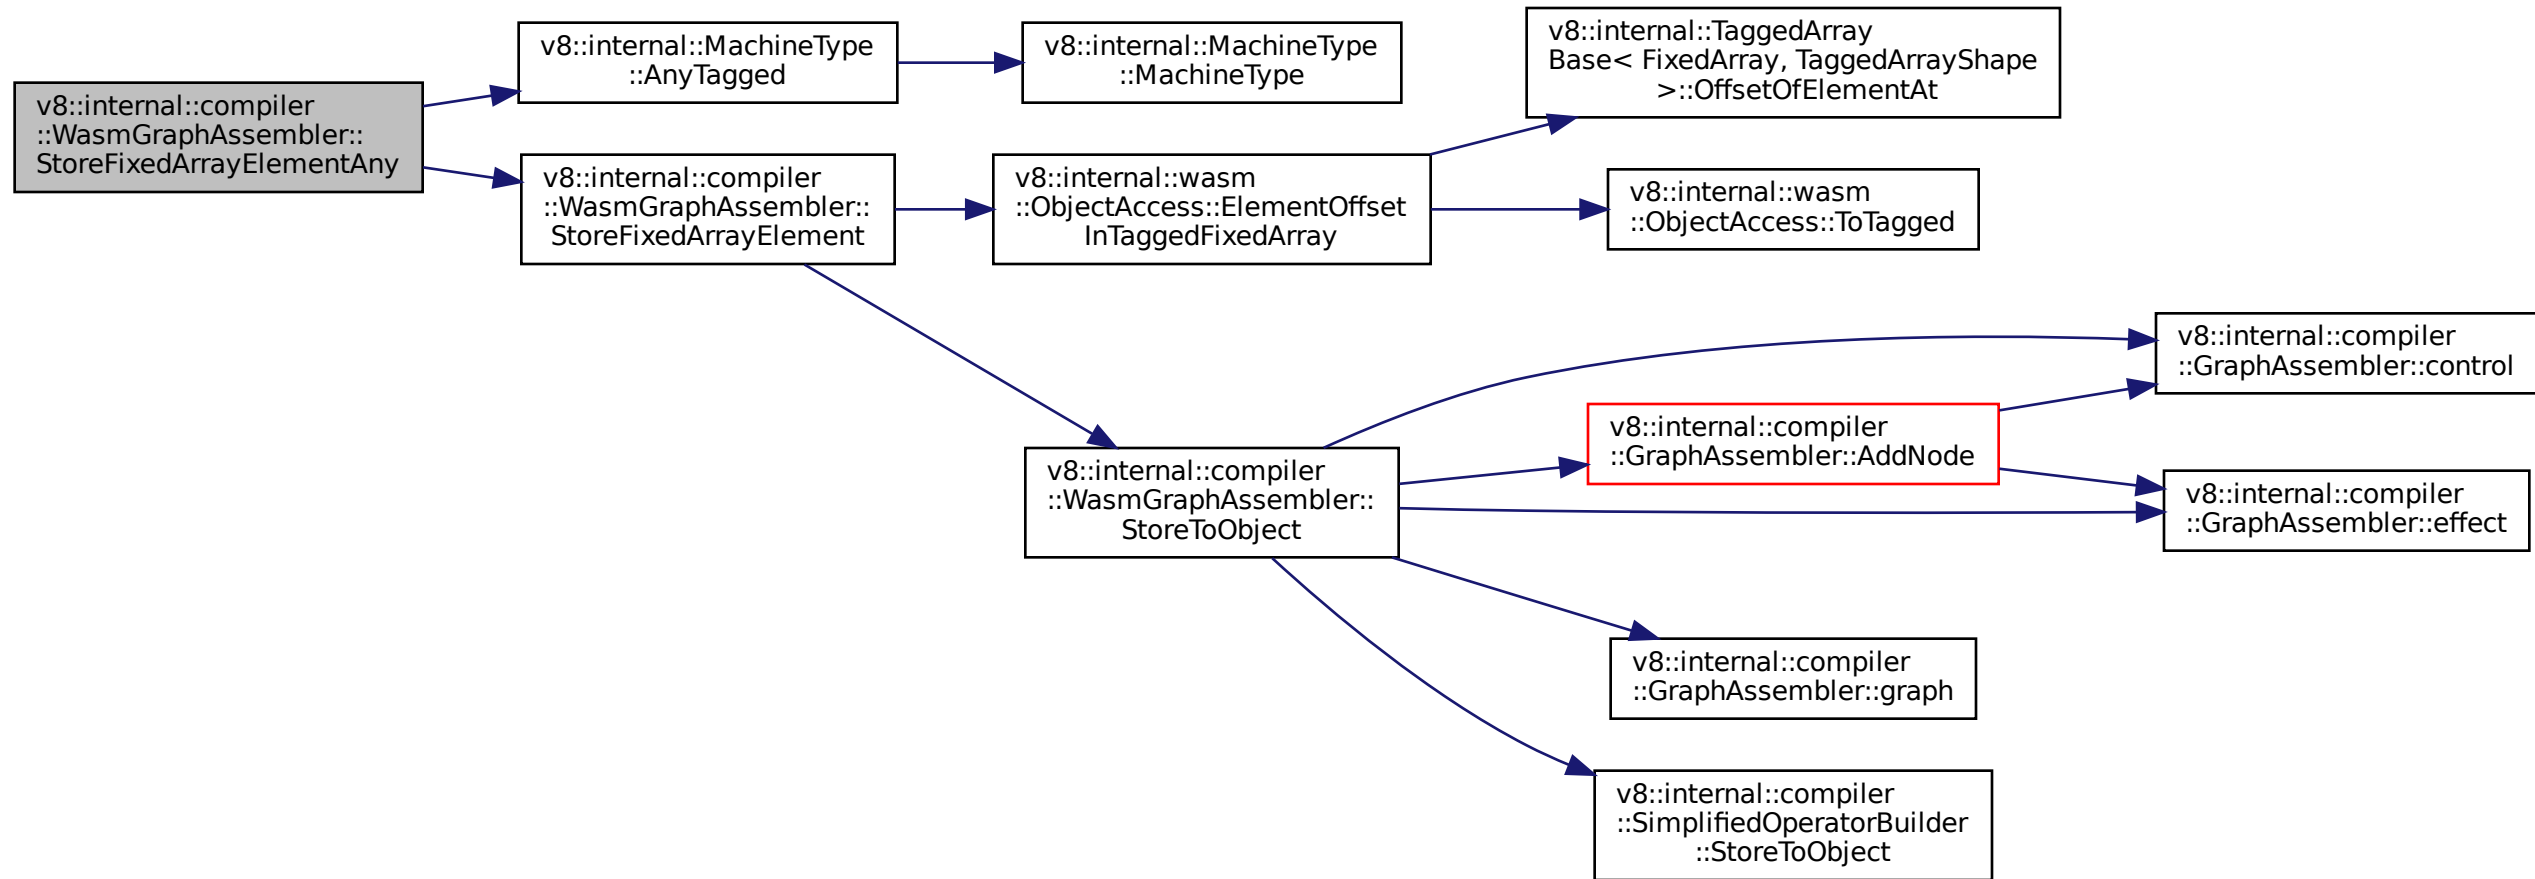 v8::internal::compiler
::WasmGraphAssembler::
StoreFixedArrayElementAny
v8::internal::MachineType
::AnyTagged
v8::internal::MachineType
::MachineType
v8::internal::compiler
::WasmGraphAssembler::
StoreFixedArrayElement
v8::internal::wasm
::ObjectAccess::ElementOffset
InTaggedFixedArray
v8::internal::TaggedArray
Base< FixedArray, TaggedArrayShape
>::OffsetOfElementAt
v8::internal::wasm
::ObjectAccess::ToTagged
v8::internal::compiler
::WasmGraphAssembler::
StoreToObject
v8::internal::compiler
::GraphAssembler::control
v8::internal::compiler
::GraphAssembler::AddNode
v8::internal::compiler
::GraphAssembler::effect
v8::internal::compiler
::GraphAssembler::graph
v8::internal::compiler
::SimplifiedOperatorBuilder
::StoreToObject